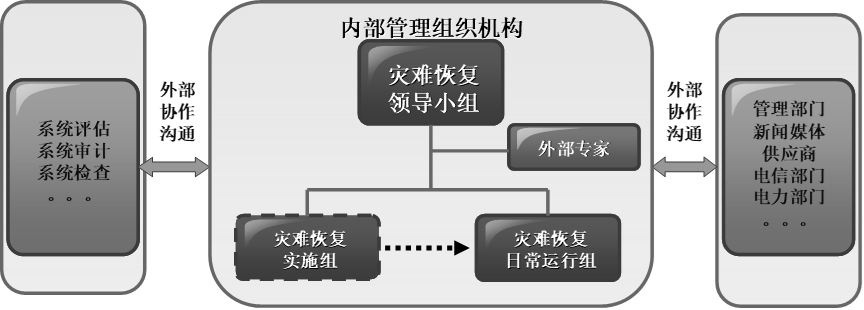 内部管理组织机构
灾难恢复
领导小组
外部专家
灾难恢复
实施组
灾难恢复
日常运行组
系统评估
系统审计
系统检查
。。。
外部
协作
沟通
外部
协作
沟通
管理部门
新闻媒体
供应商
电信部门
电力部门
。。。